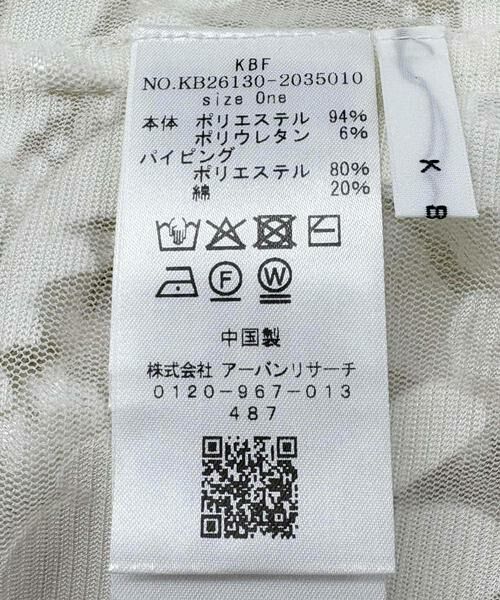 KBF
NO.KB26130-2035010
size One
本体 ポリエステル 94%
ポリウレタン 6%
パイピング
ポリエステル 80%
綿 20%
F W
中国製
株式会社 アーバンリサーチ
0120-967-013
487
K B